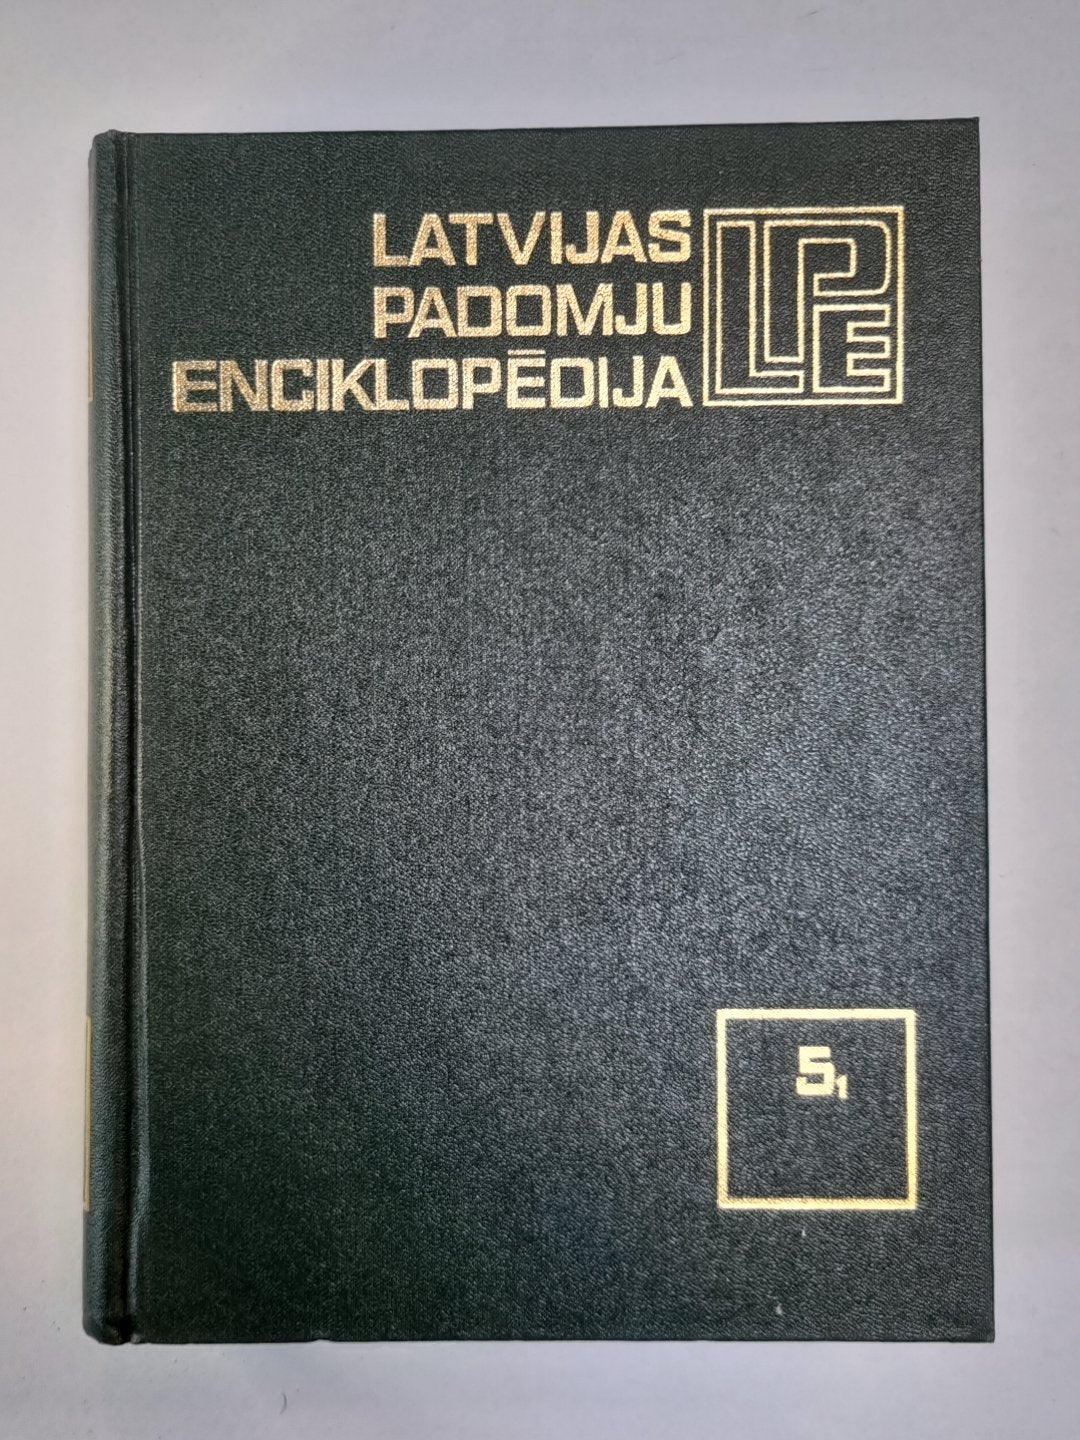 LATVIJAS
PADOMJU
ENCIKLOPĒDIJA
LPE
5₁